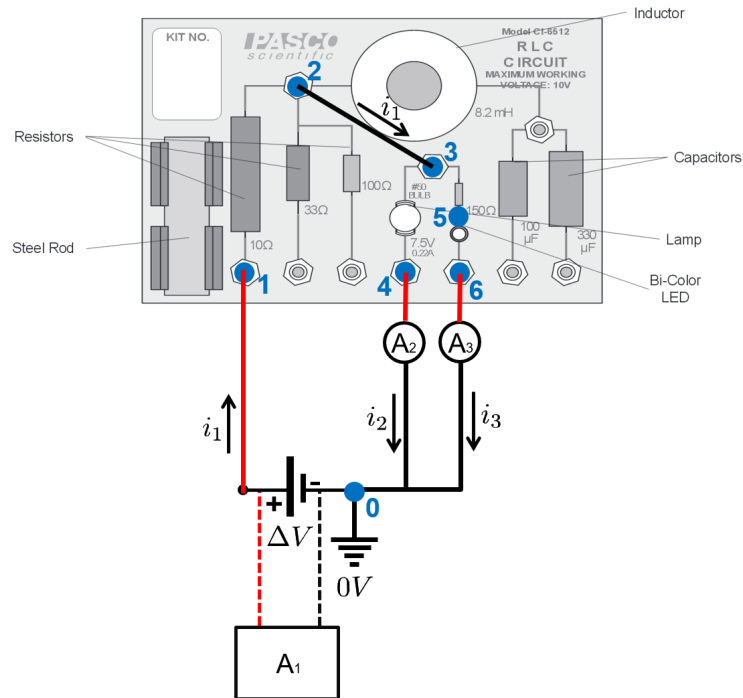 Inductor
KIT NO.
PASCO
scientific
Model CI-6512
R L C
CIRCUIT
MAXIMUM WORKING
VOLTAGE: 10V
2
i₁
8.2 mH
Resistors
3
Capacitors
#50
BULB
100Ω
33Ω
150Ω
5
100
µF
330
µF
Steel Rod
10Ω
7.5V
0.22A
Lamp
1
4
6
Bi-Color
LED
A₂
A₃
i₁
i₂
i₃
+
-
0
ΔV
0V
A₁